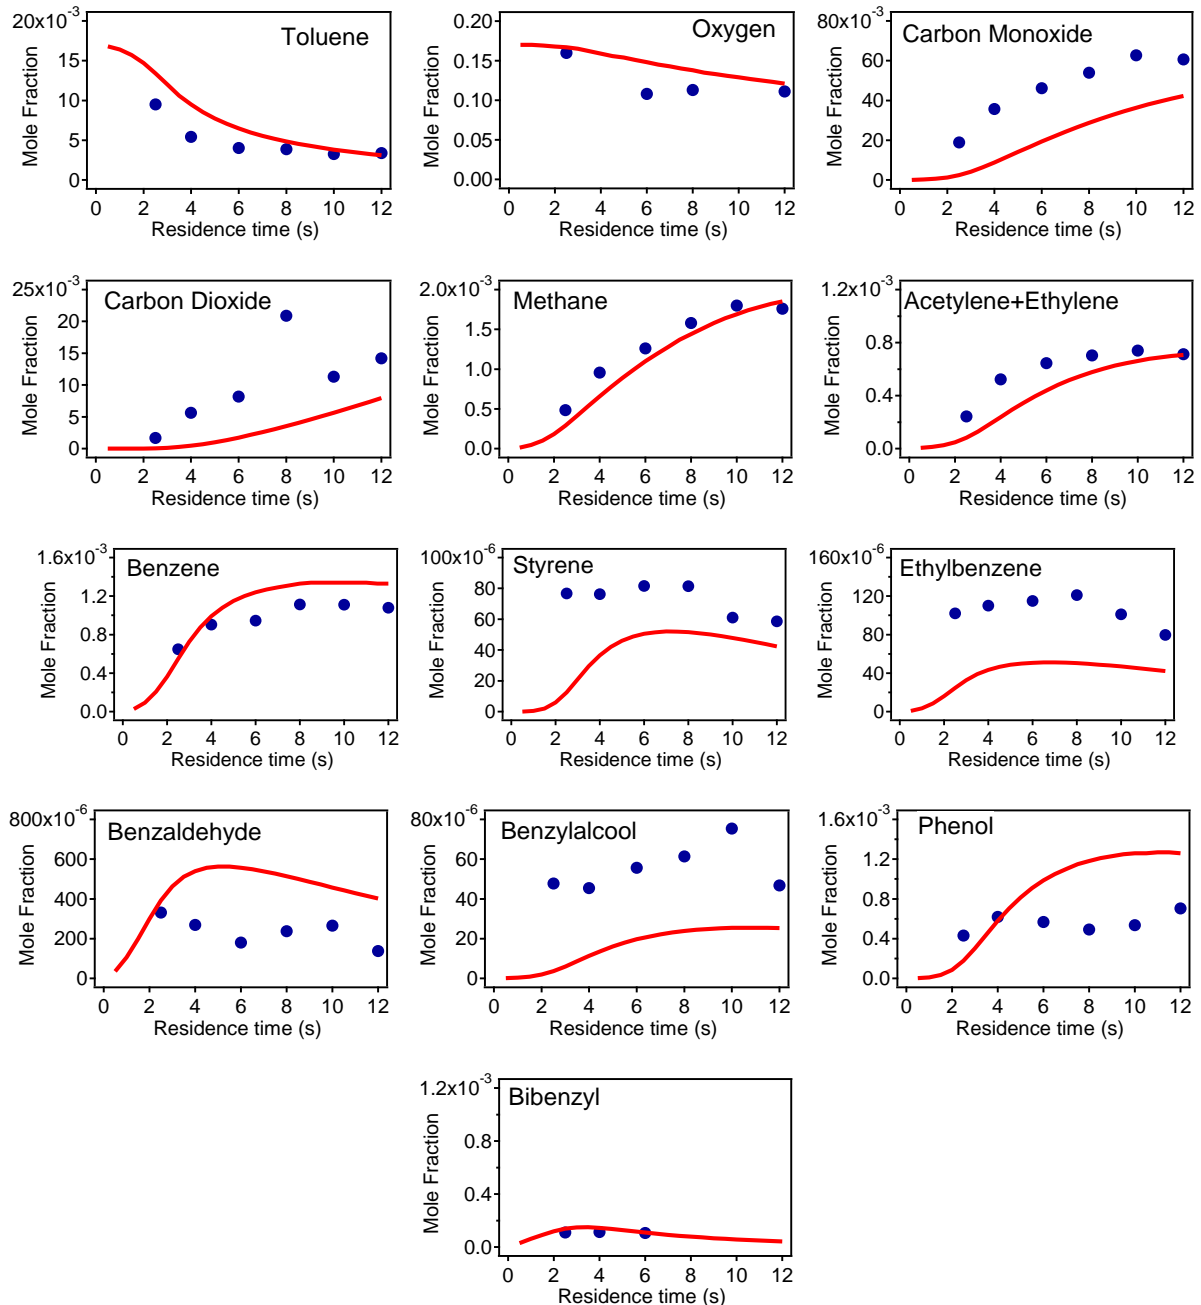 Toluene
20x10-3
15
10
5
0
Mole Fraction
0 2 4 6 8 10 12
Residence time (s)
Oxygen
0.20
0.15
0.10
0.05
0.00
Mole Fraction
0 2 4 6 8 10 12
Residence time (s)
Carbon Monoxide
80x10-3
60
40
20
0
Mole Fraction
0 2 4 6 8 10 12
Residence time (s)
Carbon Dioxide
25x10-3
20
15
10
5
0
Mole Fraction
0 2 4 6 8 10 12
Residence time (s)
Methane
2.0x10-3
1.5
1.0
0.5
0.0
Mole Fraction
0 2 4 6 8 10 12
Residence time (s)
Acetylene+Ethylene
1.2x10-3
0.8
0.4
0.0
Mole Fraction
0 2 4 6 8 10 12
Residence time (s)
Benzene
1.6x10-3
1.2
0.8
0.4
0.0
Mole Fraction
0 2 4 6 8 10 12
Residence time (s)
Styrene
100x10-6
80
60
40
20
0
Mole Fraction
0 2 4 6 8 10 12
Residence time (s)
Ethylbenzene
160x10-6
120
80
40
0
Mole Fraction
0 2 4 6 8 10 12
Residence time (s)
Benzaldehyde
800x10-6
600
400
200
0
Mole Fraction
0 2 4 6 8 10 12
Residence time (s)
Benzylalcool
80x10-6
60
40
20
0
Mole Fraction
0 2 4 6 8 10 12
Residence time (s)
Phenol
1.6x10-3
1.2
0.8
0.4
0.0
Mole Fraction
0 2 4 6 8 10 12
Residence time (s)
Bibenzyl
1.2x10-3
0.8
0.4
0.0
Mole Fraction
0 2 4 6 8 10 12
Residence time (s)